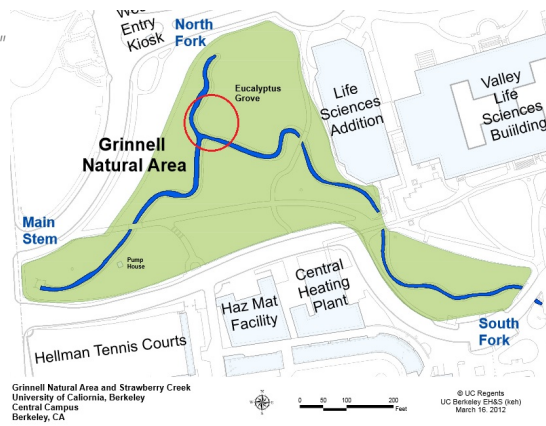 Entry
Kiosk
North
Fork
Eucalyptus
Grove
Life
Sciences
Addition
Valley
Life
Sciences
Buiilding
Grinnell
Natural Area
Main
Stem
Pump
House
Central
Heating
Plant
Haz Mat
Facility
Hellman Tennis Courts
South
Fork
Grinnell Natural Area and Strawberry Creek
University of Caliornia, Berkeley
Central Campus
Berkeley, CA
0 50 100 200
Feet
© UC Regents
UC Berkeley EH&S (keh)
March 16. 2012